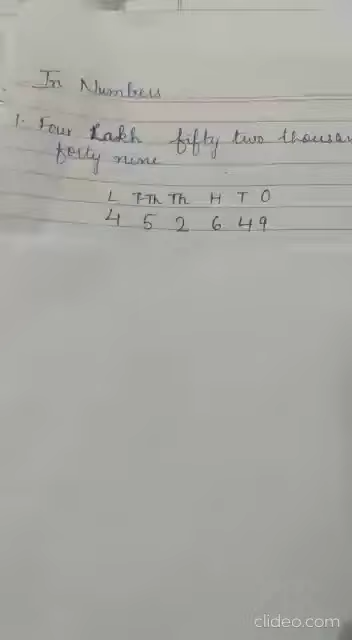 In Numbers
1. Four Lakh fifty two thousan
forty nine
L T-Th Th H T O
4 5 2 6 4 9
clideo.com